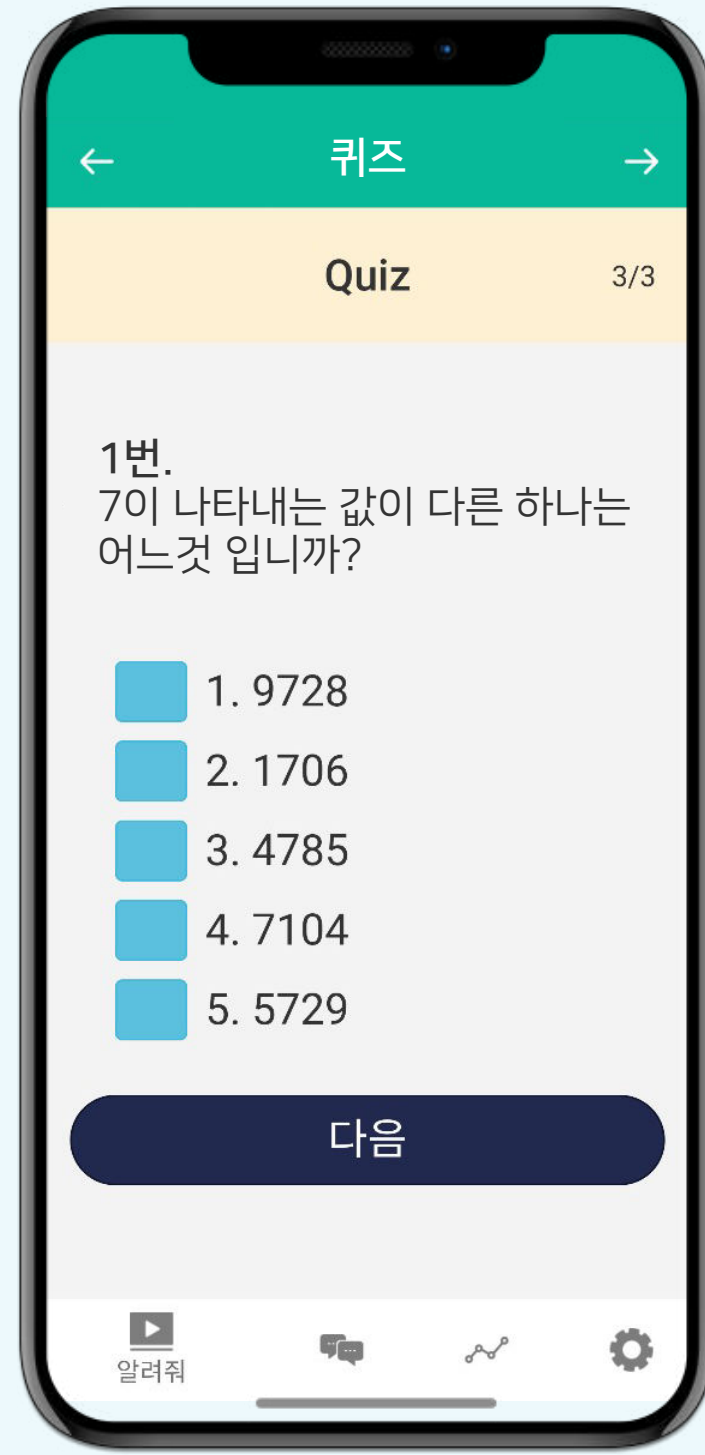 퀴즈
Quiz 3/3
1번.
7이 나타내는 값이 다른 하나는
어느것 입니까?
1. 9728
2. 1706
3. 4785
4. 7104
5. 5729
다음
알려줘